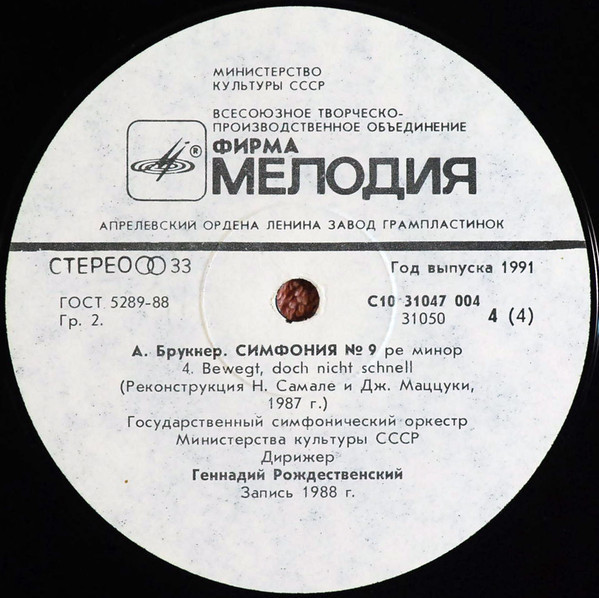 МИНИСТЕРСТВО
КУЛЬТУРЫ СССР
ВСЕСОЮЗНОЕ ТВОРЧЕСКО-
ПРОИЗВОДСТВЕННОЕ ОБЪЕДИНЕНИЕ
ФИРМА
® МЕЛОДИЯ
АПРЕЛЕВСКИЙ ОРДЕНА ЛЕНИНА ЗАВОД ГРАМПЛАСТИНОК
СТЕРЕО 33
Год выпуска 1991
ГОСТ 5289-88
Гр. 2.
С10 31047 004
31050
4 (4)
А. Брукнер. СИМФОНИЯ № 9 ре минор
4. Bewegt, doch nicht schnell
(Реконструкция Н. Самале и Дж. Маццуки,
1987 г.)
Государственный симфонический оркестр
Министерства культуры СССР
Дирижер
Геннадий Рождественский
Запись 1988 г.